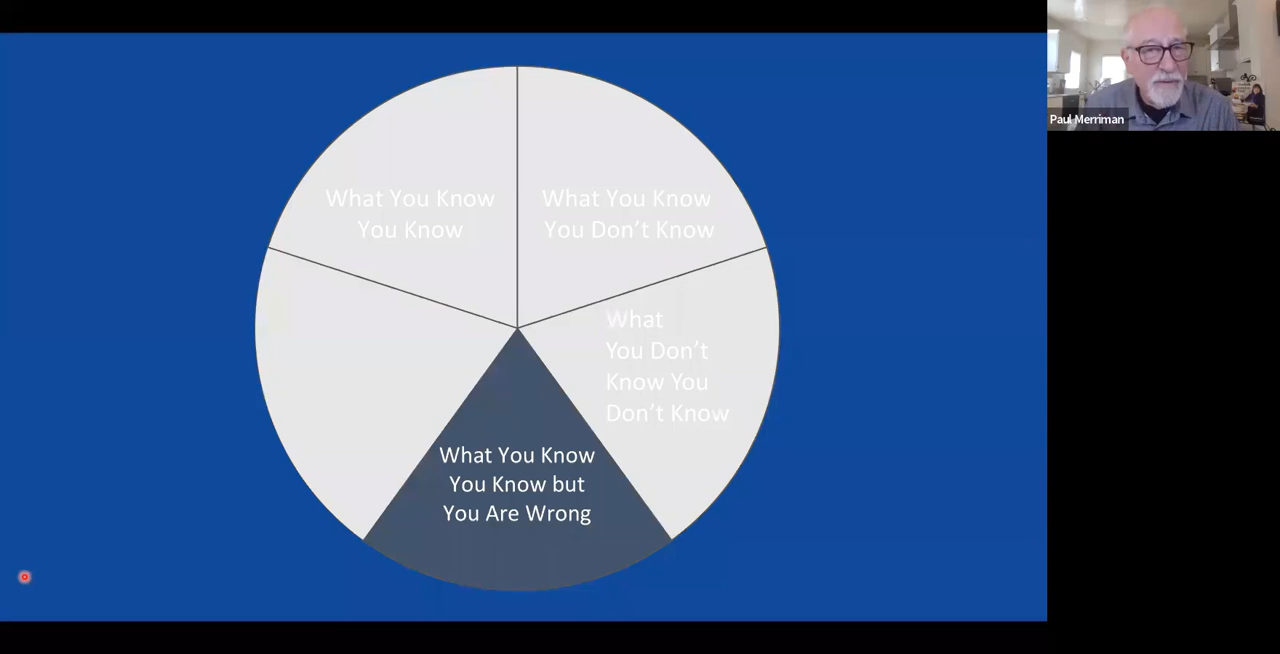 What You Know
You Know
What You Know
You Don't Know
What
You Don't
Know You
Don't Know
What You Know
You Know but
You Are Wrong
Paul Merriman